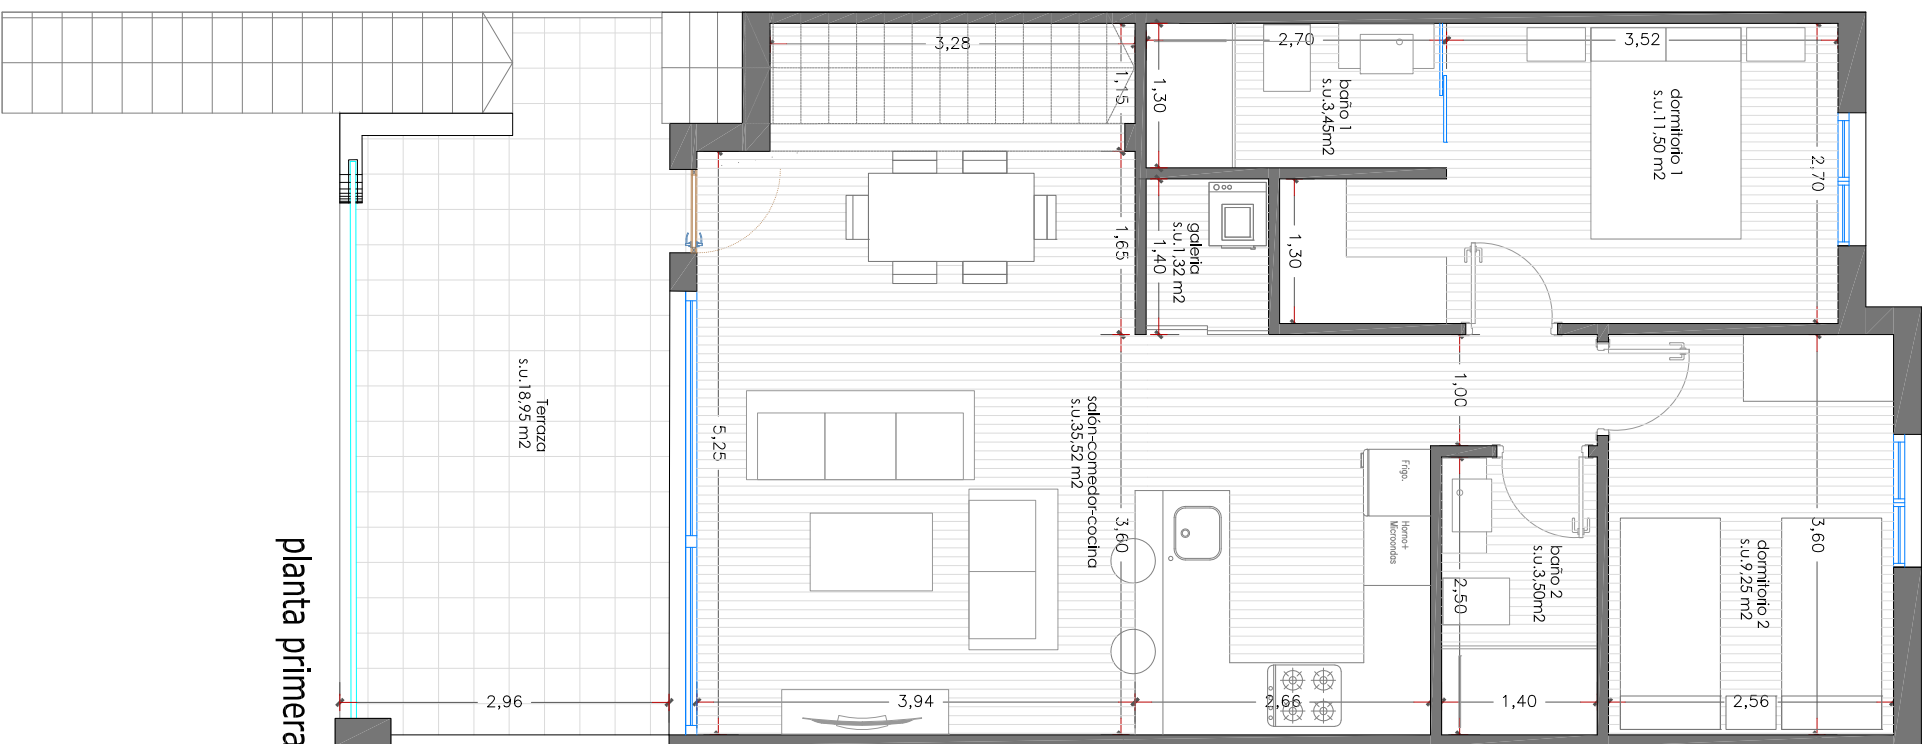 3,28
2,70
3,52
1,15
1,30
baño 1
s.u.3,45m2
dormitorio 1
s.u.11,50 m2
2,70
1,65
1,40
galeria
s.u.1,32 m2
1,30
Terraza
s.u.18,95 m2
5,25
salón-comedor-cocina
s.u.35,52 m2
1,00
Frigo.
Horno+
Microondas
3,60
2,50
baño 2
s.u.3,50m2
dormitorio 2
s.u.9,25 m2
3,60
planta primera
2,96
3,94
2,66
1,40
2,56